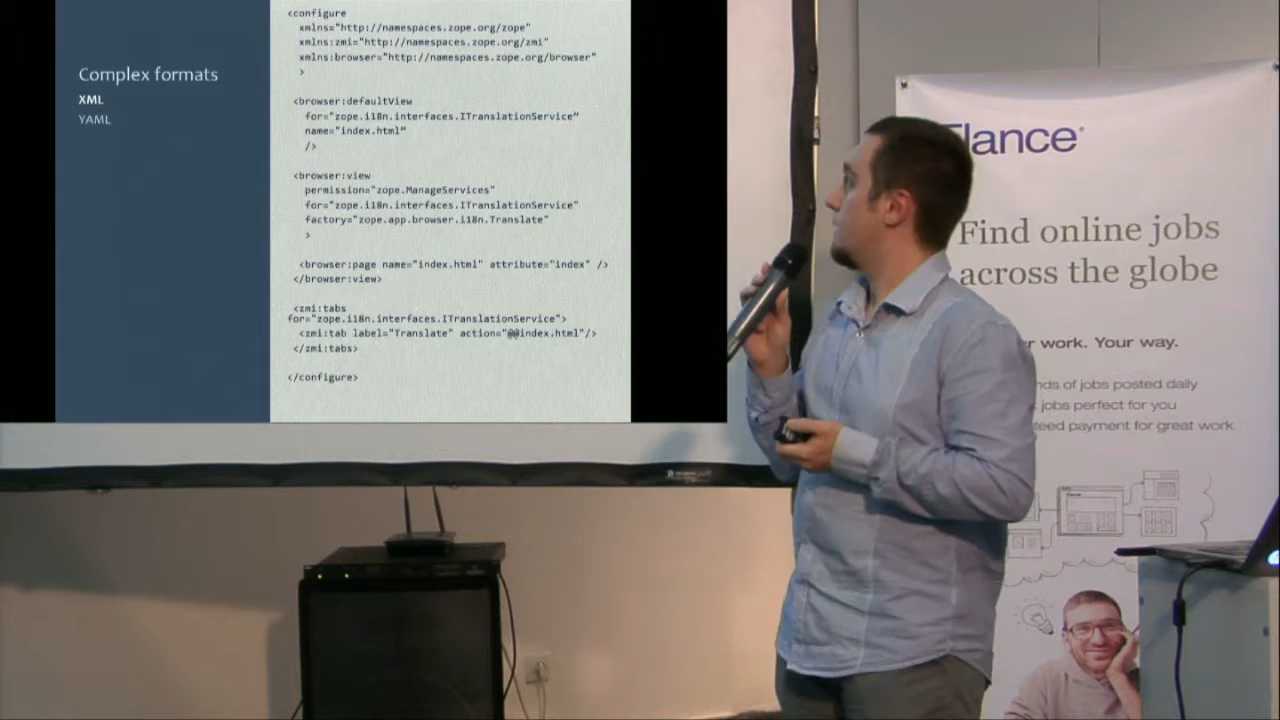 Complex formats
XML
YAML
<configure
xmlns="http://namespaces.zope.org/zope"
xmlns:zmi="http://namespaces.zope.org/zmi"
xmlns:browser="http://namespaces.zope.org/browser"
>
<browser:defaultView
for="zope.i18n.interfaces.ITranslationService"
name="index.html"
/>
<browser:view
permission="zope.ManageServices"
for="zope.i18n.interfaces.ITranslationService"
factory="zope.app.browser.i18n.Translate"
>
<browser:page name="index.html" attribute="index" />
</browser:view>
<zmi:tabs
for="zope.i18n.interfaces.ITranslationService">
<zmi:tab label="Translate" action="@@index.html"/>
</zmi:tabs>
</configure>
Elance
Find online jobs
across the globe
r work. Your way.
nds of jobs posted daily
jobs perfect for you
teed payment for great work